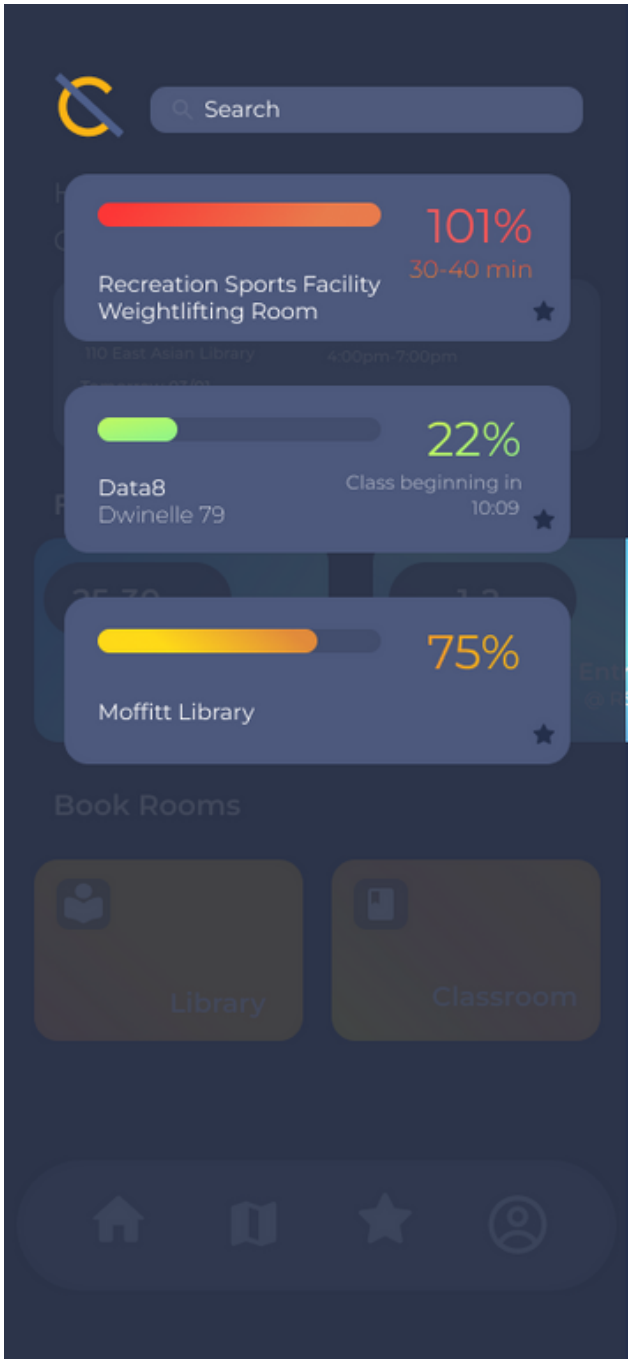 Search
101%
30-40 min
Recreation Sports Facility
Weightlifting Room
110 East Asian Library
4:00pm-7:00pm
22%
Data8
Class beginning in
Dwinelle 79
10:09
75%
Moffitt Library
Book Rooms
Library
Classroom